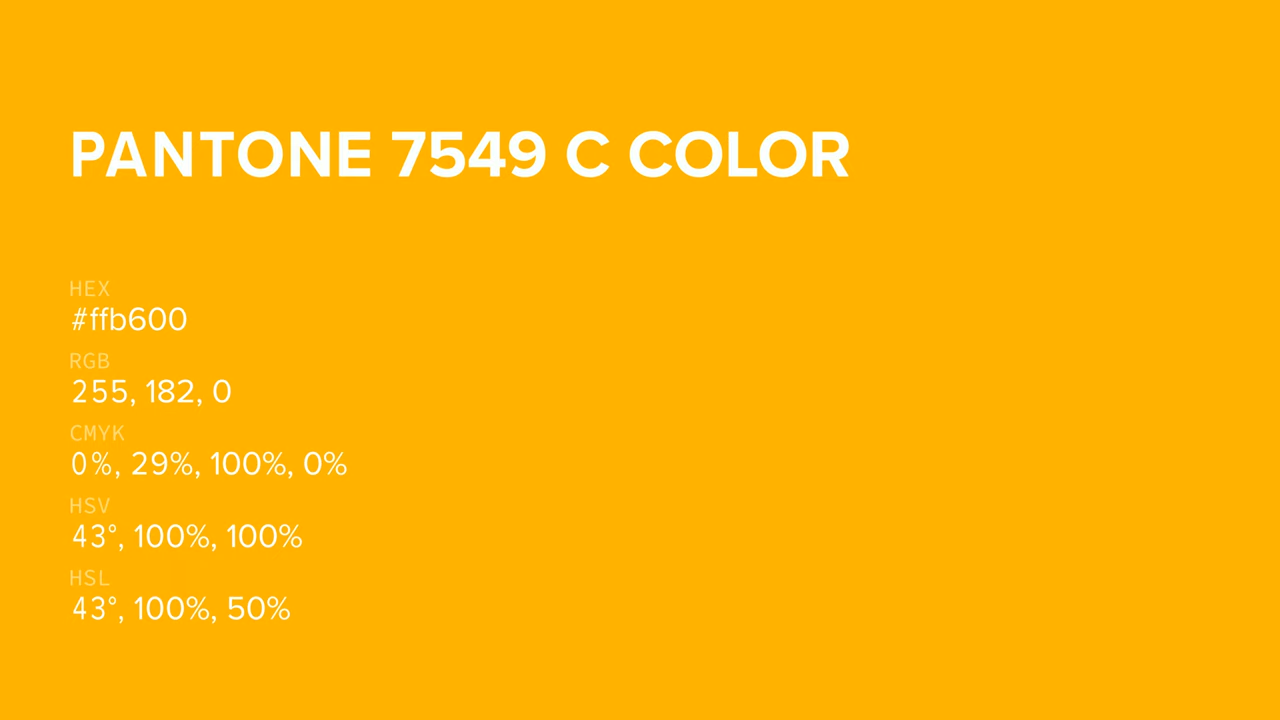 PANTONE 7549 C COLOR
HEX
#ffb600
RGB
255, 182, 0
CMYK
0%, 29%, 100%, 0%
HSV
43°, 100%, 100%
HSL
43°, 100%, 50%